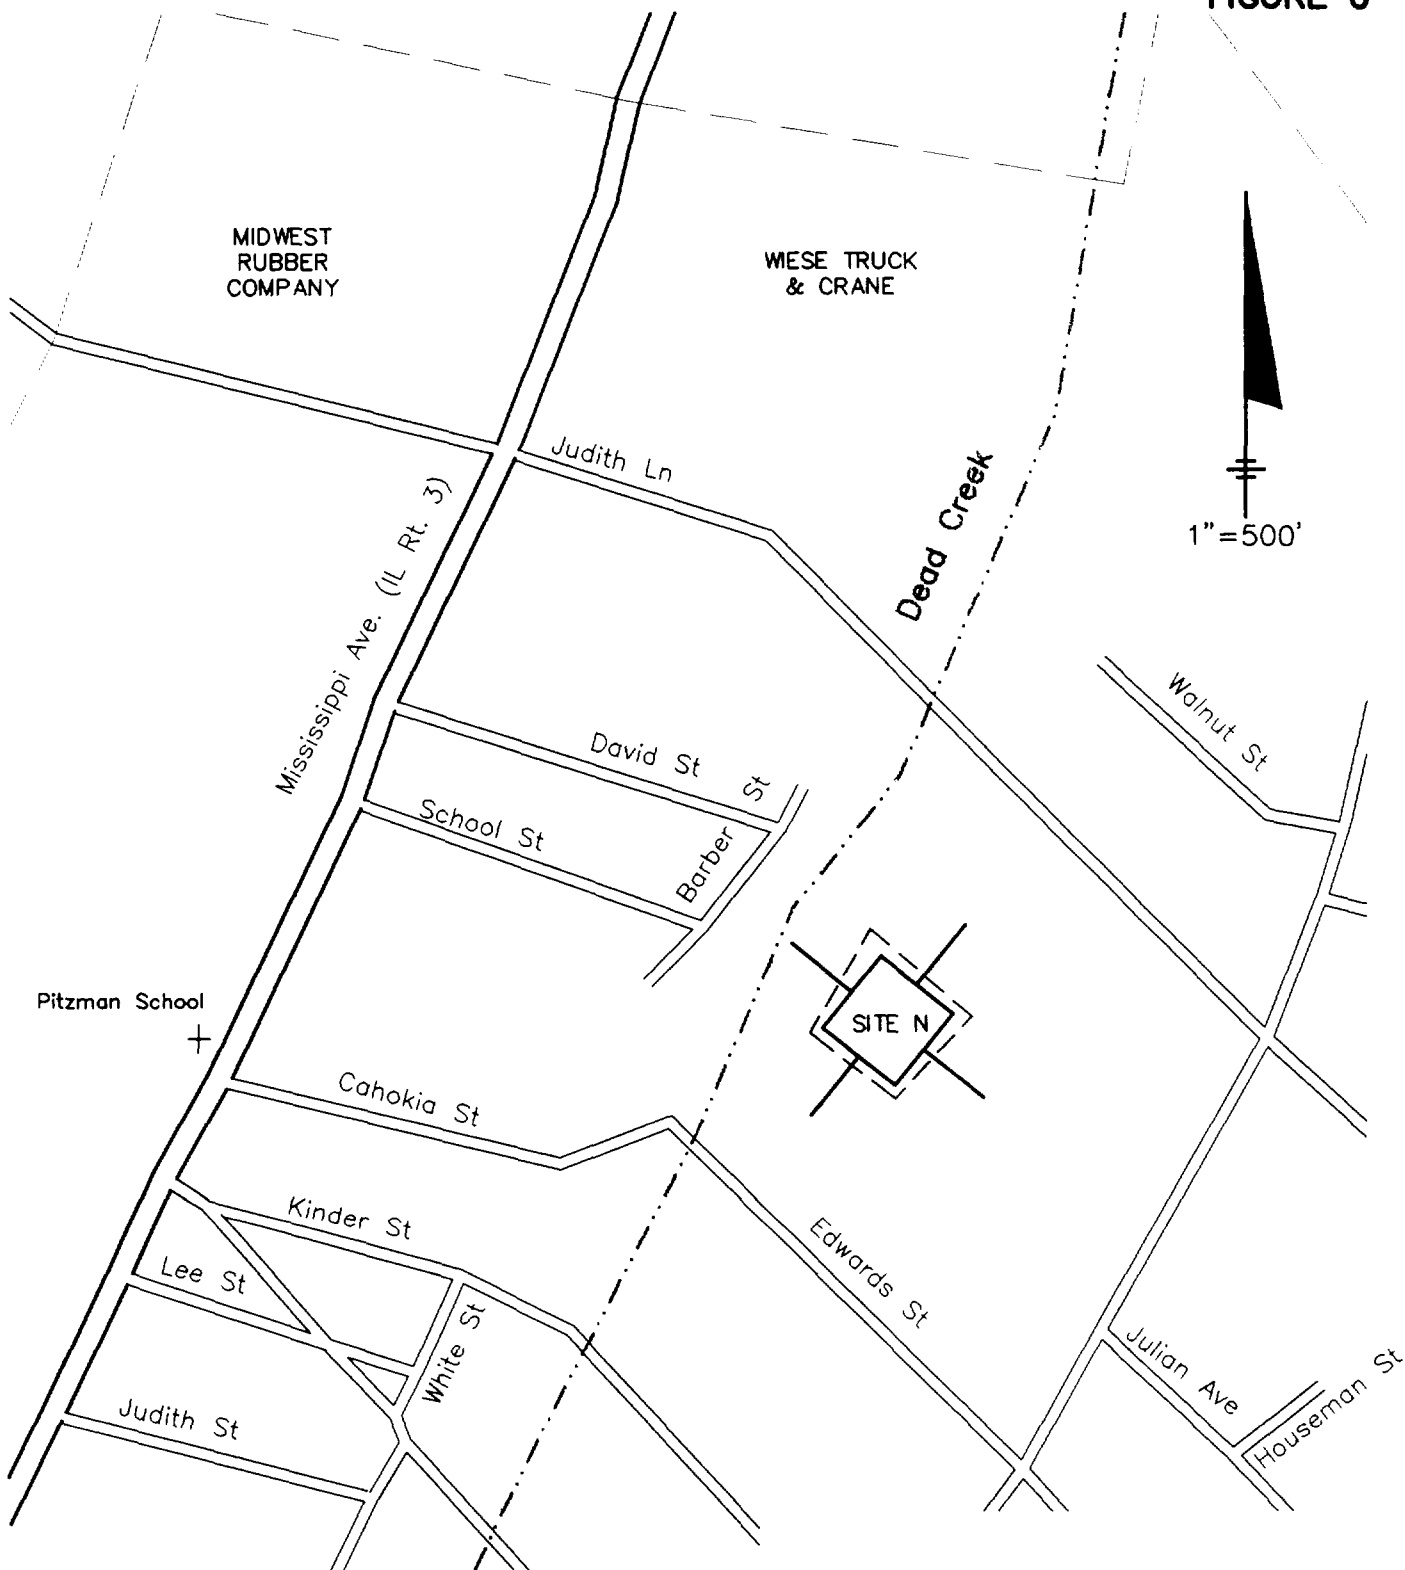 MIDWEST
RUBBER
COMPANY
WIESE TRUCK
& CRANE
Judith Ln
Mississippi Ave. (IL Rt. 3)
Dead Creek
1"=500'
Walnut St
David St
School St
Barber St
Pitzman School
SITE N
Cahokia St
Kinder St
Lee St
White St
Edwards St
Julian Ave
Houseman St
Judith St